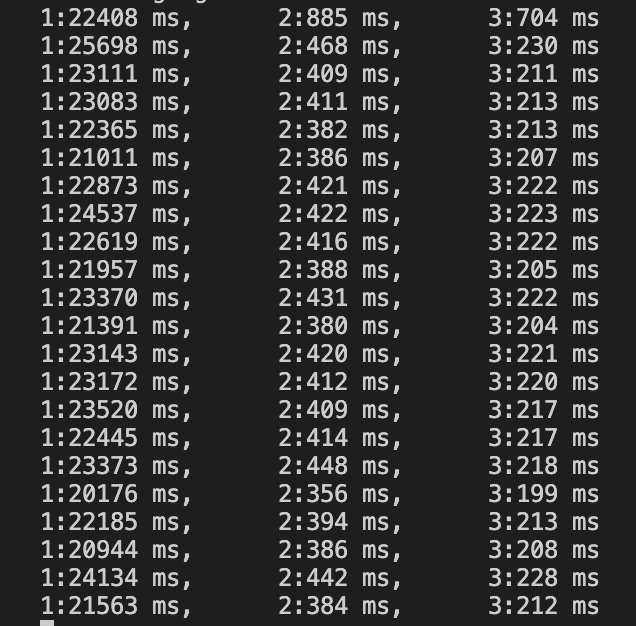 1:22408 ms, 2:885 ms, 3:704 ms
1:25698 ms, 2:468 ms, 3:230 ms
1:23111 ms, 2:409 ms, 3:211 ms
1:23083 ms, 2:411 ms, 3:213 ms
1:22365 ms, 2:382 ms, 3:213 ms
1:21011 ms, 2:386 ms, 3:207 ms
1:22873 ms, 2:421 ms, 3:222 ms
1:24537 ms, 2:422 ms, 3:223 ms
1:22619 ms, 2:416 ms, 3:222 ms
1:21957 ms, 2:388 ms, 3:205 ms
1:23370 ms, 2:431 ms, 3:222 ms
1:21391 ms, 2:380 ms, 3:204 ms
1:23143 ms, 2:420 ms, 3:221 ms
1:23172 ms, 2:412 ms, 3:220 ms
1:23520 ms, 2:409 ms, 3:217 ms
1:22445 ms, 2:414 ms, 3:217 ms
1:23373 ms, 2:448 ms, 3:218 ms
1:20176 ms, 2:356 ms, 3:199 ms
1:22185 ms, 2:394 ms, 3:213 ms
1:20944 ms, 2:386 ms, 3:208 ms
1:24134 ms, 2:442 ms, 3:228 ms
1:21563 ms, 2:384 ms, 3:212 ms